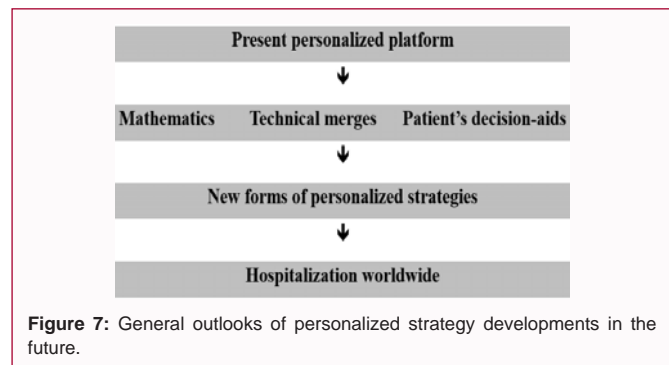 Present personalized platform
↓
Mathematics Technical merges Patient's decision-aids
↓
New forms of personalized strategies
↓
Hospitalization worldwide
Figure 7: General outlooks of personalized strategy developments in the
future.